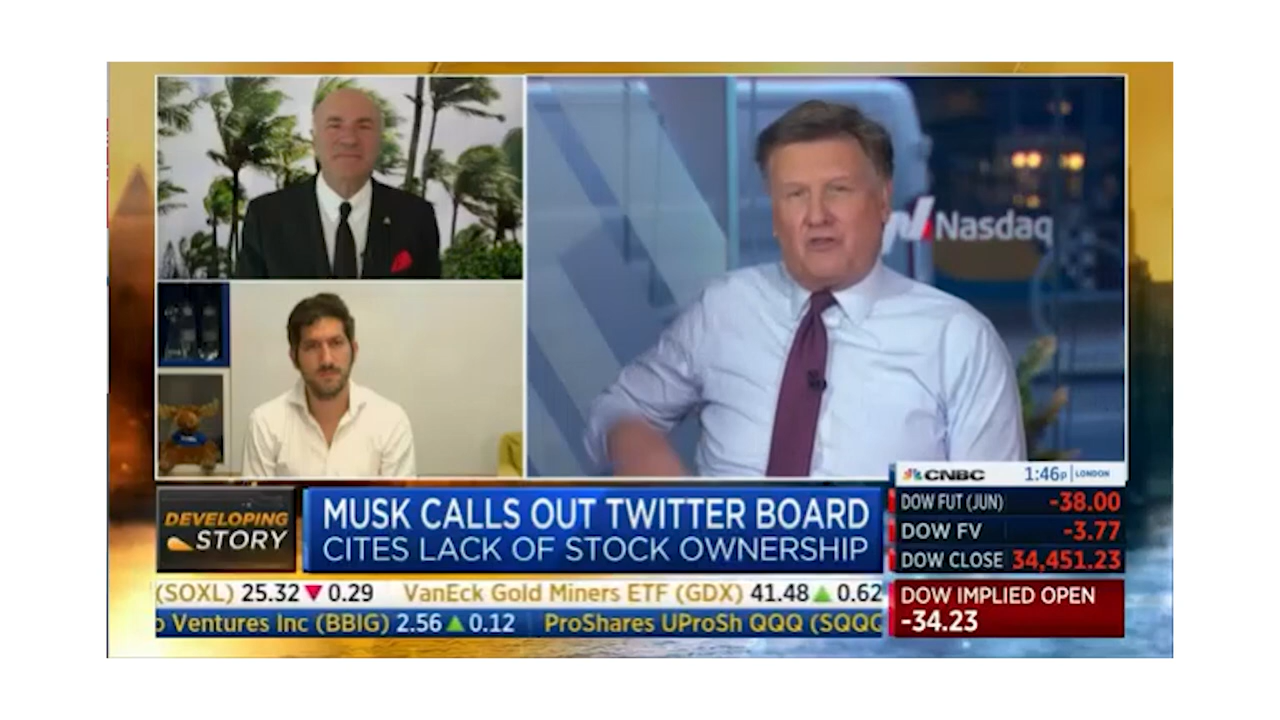 Nasdaq
CNBC 1:46p LONDON
DEVELOPING STORY
MUSK CALLS OUT TWITTER BOARD
CITES LACK OF STOCK OWNERSHIP
DOW FUT (JUN) -38.00
DOW FV -3.77
DOW CLOSE 34,451.23
DOW IMPLIED OPEN
-34.23
(SOXL) 25.32 ▼ 0.29 VanEck Gold Miners ETF (GDX) 41.48 ▲ 0.62
Ventures Inc (BBIG) 2.56 ▲ 0.12 ProShares UProSh QQQ (SQQQ